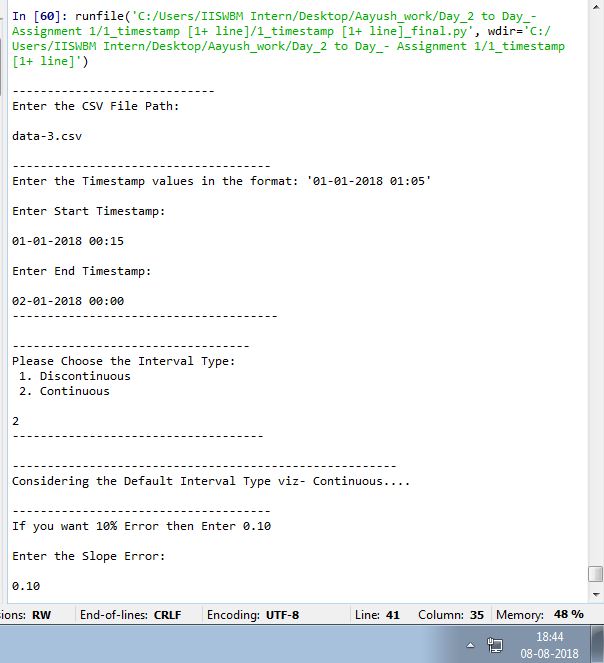 In [60]: runfile('C:/Users/IISWBM Intern/Desktop/Aayush_work/Day_2 to Day_-
Assignment 1/1_timestamp [1+ line]/1_timestamp [1+ line]_final.py', wdir='C:/
Users/IISWBM Intern/Desktop/Aayush_work/Day_2 to Day_- Assignment 1/1_timestamp
[1+ line]')
-----------------------------
Enter the CSV File Path:
data-3.csv
-------------------------------------
Enter the Timestamp values in the format: '01-01-2018 01:05'
Enter Start Timestamp:
01-01-2018 00:15
Enter End Timestamp:
02-01-2018 00:00
--------------------------------------
----------------------------------
Please Choose the Interval Type:
1. Discontinuous
2. Continuous
2
------------------------------------
-------------------------------------------------------
Considering the Default Interval Type viz- Continuous....
-------------------------------------
If you want 10% Error then Enter 0.10
Enter the Slope Error:
0.10
ions: RW End-of-lines: CRLF Encoding: UTF-8 Line: 41 Column: 35 Memory: 48 %
18:44
08-08-2018